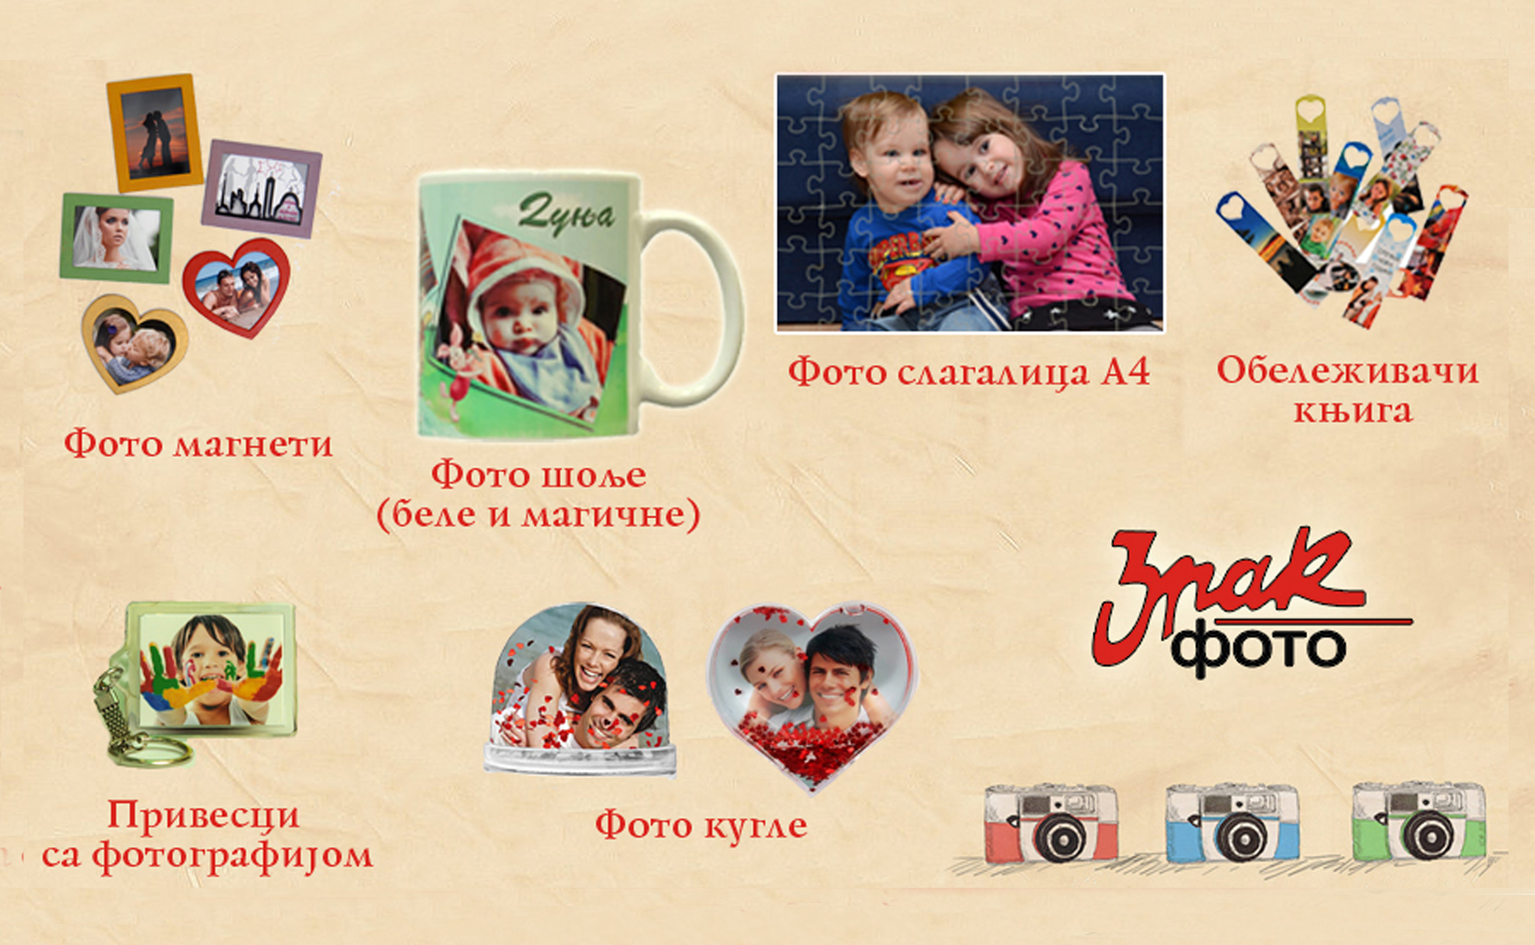 Дуња
Фото магнети
Фото шоље
(беле и магичне)
Фото слагалица А4
Обележивачи
књига
Зрак
фото
Привесци
са фотографијом
Фото кугле